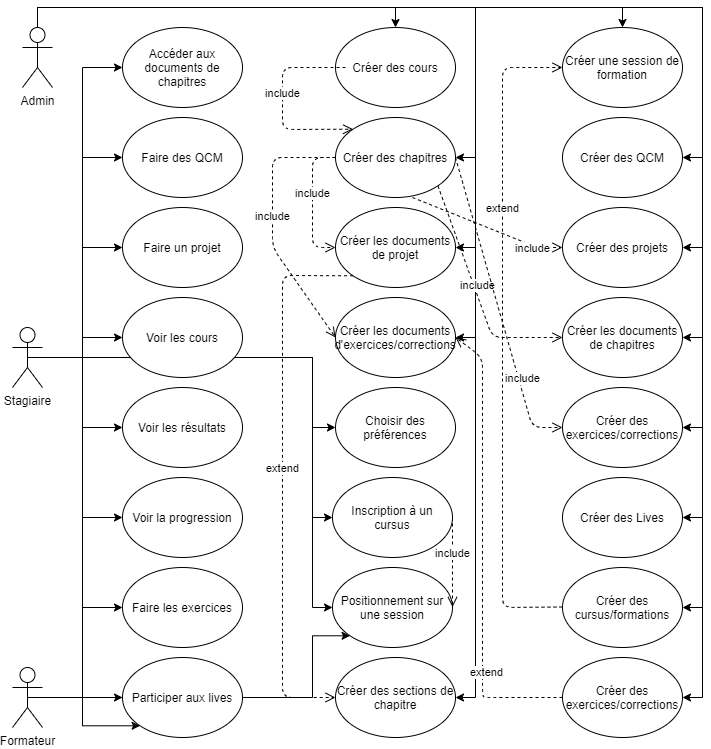 Admin
Accéder aux
documents de
chapitres
Créer des cours
Créer une session de
formation
include
Faire des QCM
Créer des chapitres
Créer des QCM
include
include
extend
Faire un projet
Créer les documents
de projet
include
Créer des projets
include
Stagiaire
Voir les cours
Créer les documents
d'exercices/corrections
Créer les documents
de chapitres
include
Voir les résultats
Choisir des
préférences
Créer des
exercices/corrections
extend
Voir la progression
Inscription à un
cursus
Créer des Lives
include
Faire les exercices
Positionnement sur
une session
Créer des
cursus/formations
extend
Formateur
Participer aux lives
Créer des sections de
chapitre
Créer des
exercices/corrections